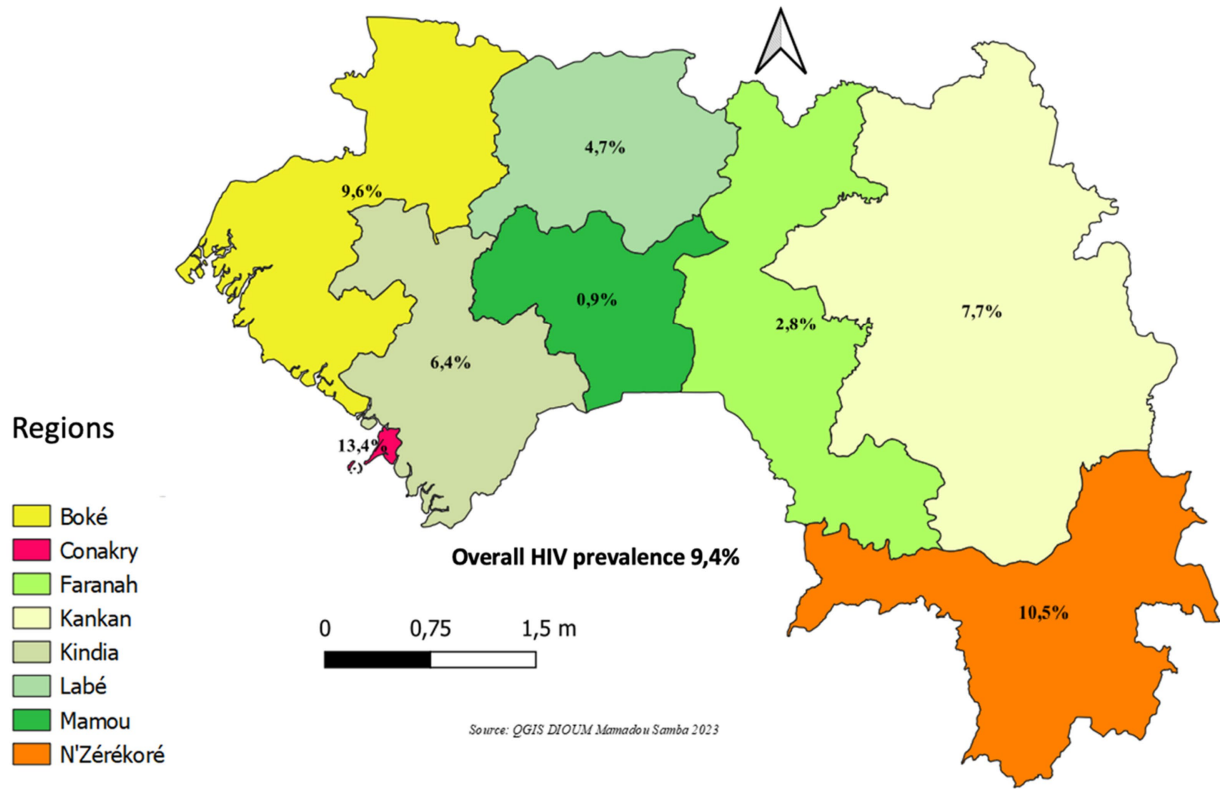 4,7%
9,6%
0,9%
7,7%
2,8%
6,4%
13,4%
10,5%
Regions
Boké
Conakry
Faranah
Kankan
Kindia
Labé
Mamou
N'Zérékoré
Overall HIV prevalence 9,4%
0 0,75 1,5 m
Source: QGIS DIOUM Mamadou Samba 2023